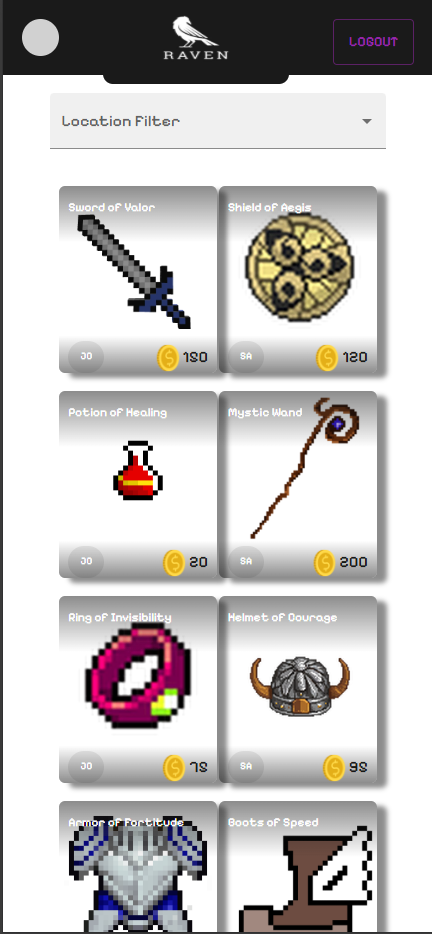 RAVEN
LOGOUT
Location Filter
Sword of Valor
Shield of Aegis
JO
150
SA
120
Potion of Healing
Mystic Wand
JO
20
SA
200
Ring of Invisibility
Helmet of Courage
JO
75
SA
95
Armor of Fortitude
Boots of Speed